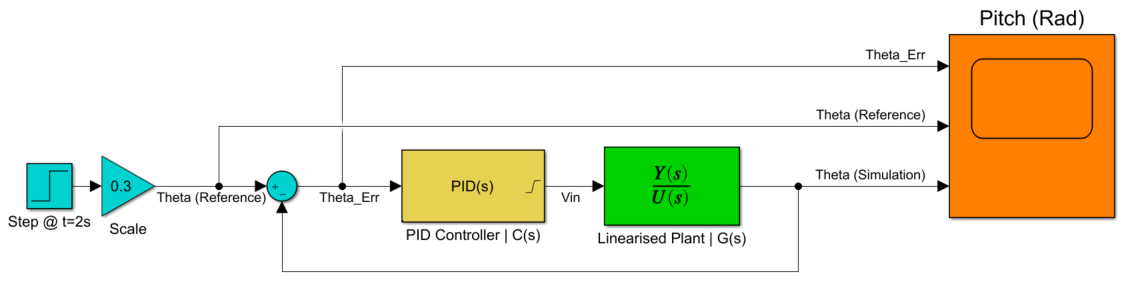 Pitch (Rad)
Theta_Err
Theta (Reference)
Theta (Simulation)
Step @ t=2s
0.3
Scale
Theta (Reference)
+
-
Theta_Err
PID(s)
PID Controller | C(s)
Vin
Y(s)
U(s)
Linearised Plant | G(s)